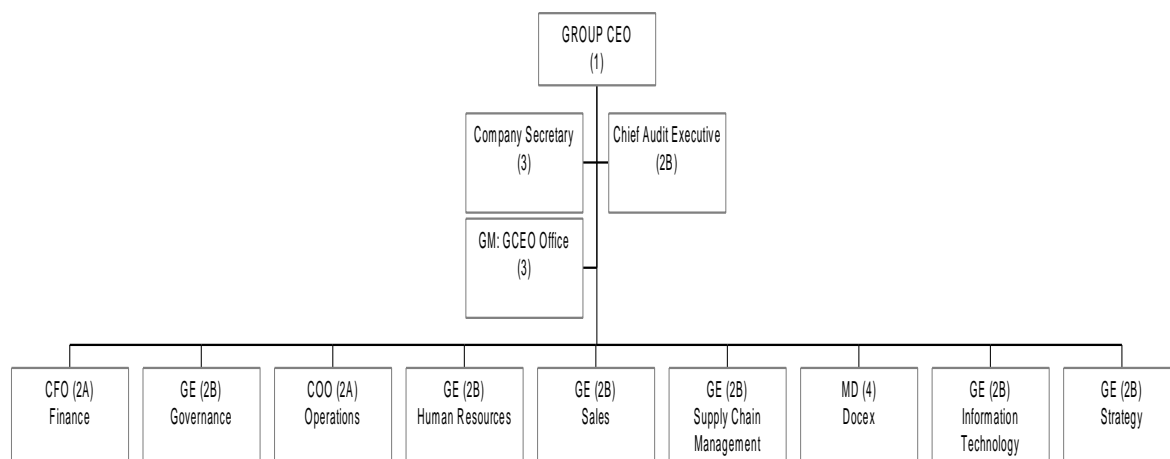 GROUP CEO
(1)
Company Secretary
(3)
Chief Audit Executive
(2B)
GM: GCEO Office
(3)
CFO (2A)
Finance
GE (2B)
Governance
COO (2A)
Operations
GE (2B)
Human Resources
GE (2B)
Sales
GE (2B)
Supply Chain
Management
MD (4)
Docex
GE (2B)
Information
Technology
GE (2B)
Strategy